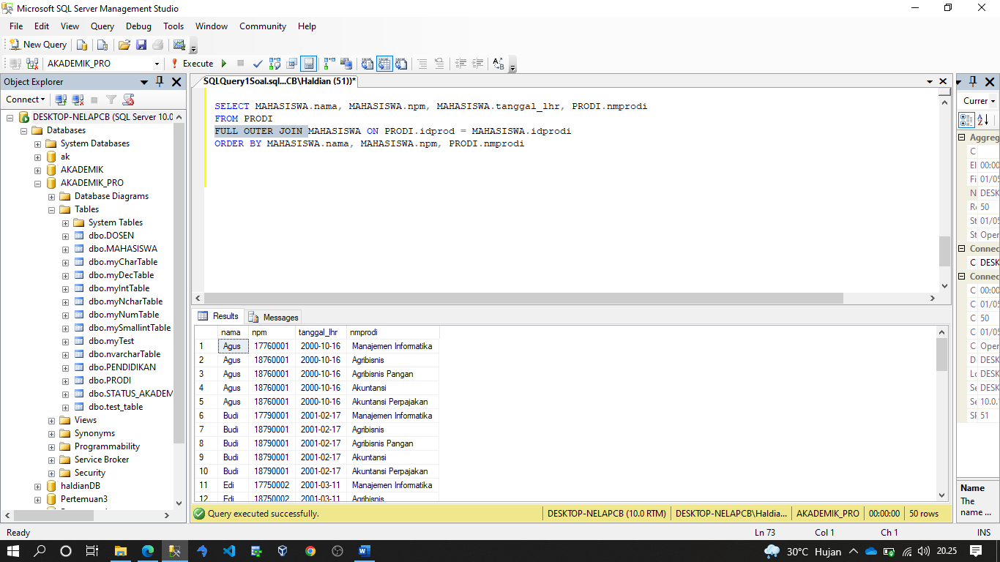 Microsoft SQL Server Management Studio
File Edit View Query Debug Tools Window Community Help
New Query
AKADEMIK_PRO Execute
Object Explorer
Connect
DESKTOP-NELAPCB (SQL Server 10.0
Databases
System Databases
ak
AKADEMIK
AKADEMIK_PRO
Database Diagrams
Tables
System Tables
dbo.DOSEN
dbo.MAHASISWA
dbo.myCharTable
dbo.myDecTable
dbo.myIntTable
dbo.myNcharTable
dbo.myNumTable
dbo.mySmallintTable
dbo.myTest
dbo.nvarcharTable
dbo.PENDIDIKAN
dbo.PRODI
dbo.STATUS_AKADEM
dbo.test_table
Views
Synonyms
Programmability
Service Broker
Security
haldianDB
Pertemuan3
SQLQuery1Soal.sql...CB\Haldian (51))*
SELECT MAHASISWA.nama, MAHASISWA.npm, MAHASISWA.tanggal_lhr, PRODI.nmprodi
FROM PRODI
FULL OUTER JOIN MAHASISWA ON PRODI.idprod = MAHASISWA.idprodi
ORDER BY MAHASISWA.nama, MAHASISWA.npm, PRODI.nmprodi
Results Messages
nama npm tanggal_lhr nmprodi
1 Agus 17760001 2000-10-16 Manajemen Informatika
2 Agus 18760001 2000-10-16 Agribisnis
3 Agus 18760001 2000-10-16 Agribisnis Pangan
4 Agus 18760001 2000-10-16 Akuntansi
5 Agus 18760001 2000-10-16 Akuntansi Perpajakan
6 Budi 17790001 2001-02-17 Manajemen Informatika
7 Budi 18790001 2001-02-17 Agribisnis
8 Budi 18790001 2001-02-17 Agribisnis Pangan
9 Budi 18790001 2001-02-17 Akuntansi
10 Budi 18790001 2001-02-17 Akuntansi Perpajakan
11 Edi 17750002 2001-03-11 Manajemen Informatika
12 Edi 18750002 2001-03-11 Agribisnis
Query executed successfully. DESKTOP-NELAPCB (10.0 RTM) DESKTOP-NELAPCB\Haldia... AKADEMIK_PRO 00:00:00 50 rows
Currer
Aggreg
C
El 00:00
Fi 01/05
N DESK
Re 50
St 01/05
St Oper
Connec
C DESK
Connec
C 00:00
C 01/05
C 50
C 01/05
C Oper
D DESK
Lo DESK
Se DESK
Se 10.0.
SP 51
Name
The
name ...
Ready Ln 73 Col 1 Ch 1 INS
30°C Hujan 20.25